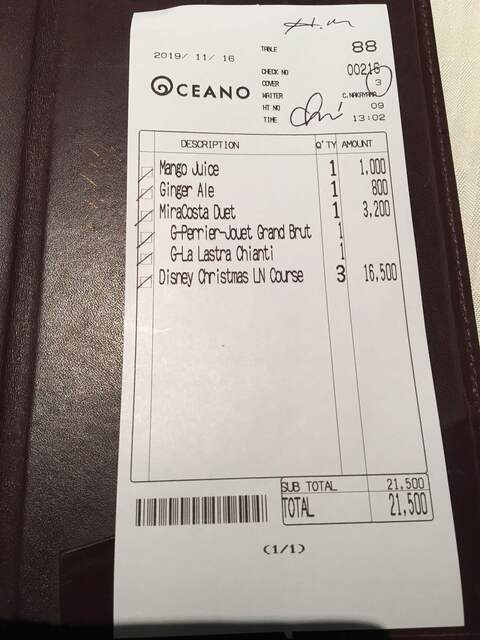 TABLE 88
2019/ 11/ 16
CHECK NO 00216
COVER 3
OCEANO
WRITER C.NAKAYAMA
HT NO 09
TIME 13:02
DESCRIPTION Q'TY AMOUNT
Mango Juice 1 1,000
Ginger Ale 1 800
MiraCosta Duet 1 3,200
G-Perrier-Jouet Grand Brut 1
G-La Lastra Chianti 1
Disney Christmas LN Course 3 16,500
SUB TOTAL 21,500
TOTAL 21,500
(1/1)